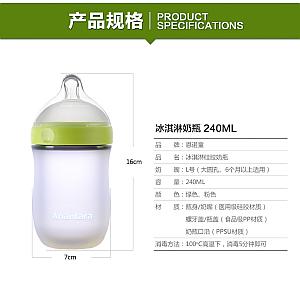 产品规格 PRODUCT SPECIFICATIONS
冰淇淋奶瓶 240ML
品 牌：恩诺童
品 名：冰淇淋硅胶奶瓶
奶 嘴：L号（大圆孔，6个月以上适用）
容 量：240ML
颜 色：绿色、粉色
材 质：瓶身/奶嘴（医用级硅胶材质）
螺牙盖/瓶盖（食品级PP材质）
奶瓶口沿（PPSU材质）
消毒方法：100℃高温下，消毒5分钟即可
16cm
7cm